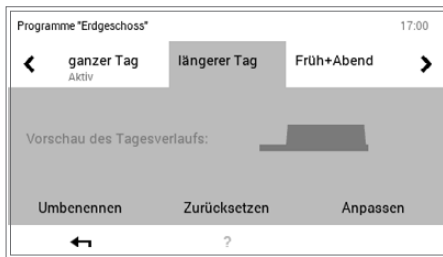 Programme "Erdgeschoss" 17:00
ganzer Tag längerer Tag Früh+Abend
Aktiv
Vorschau des Tagesverlaufs:
Umbenennen Zurücksetzen Anpassen
?